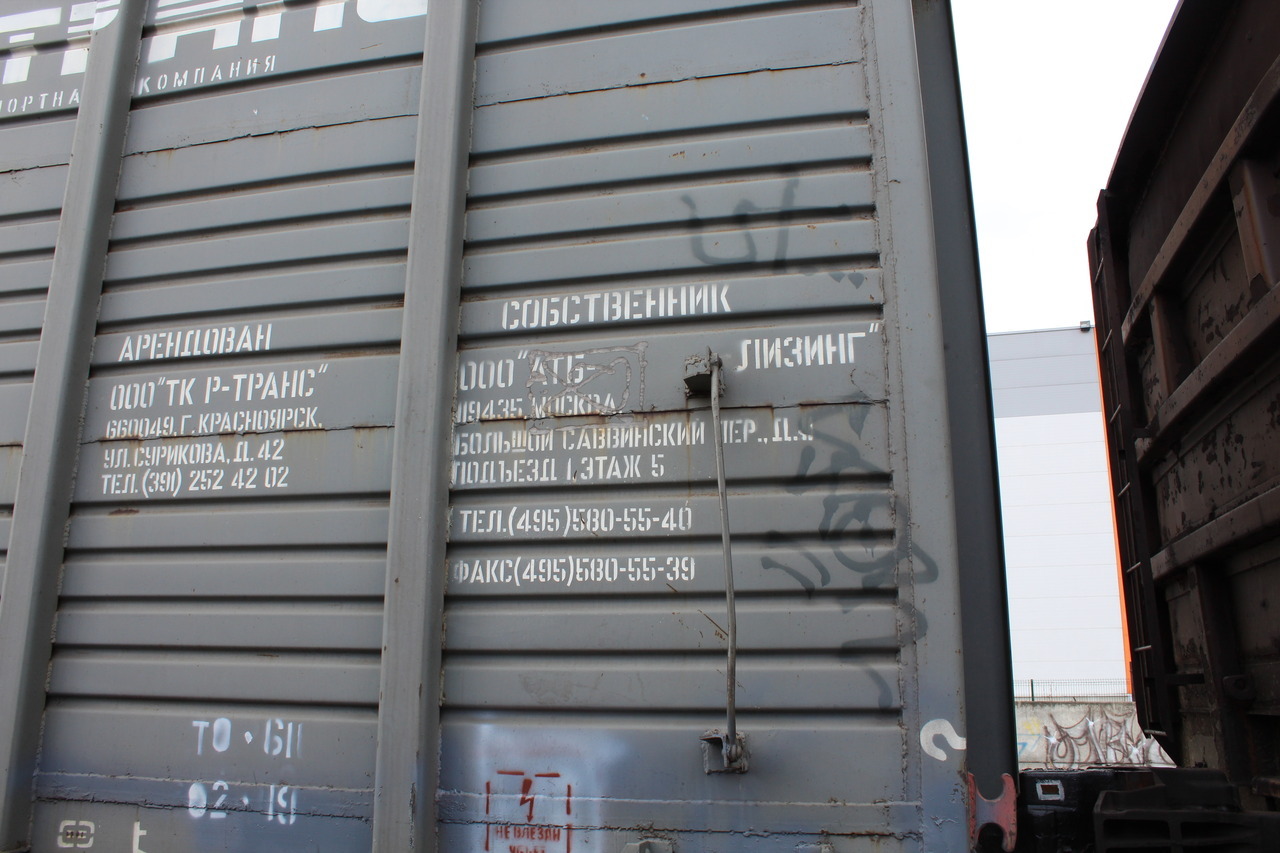 КОМПАНИЯ
АРЕНДОВАН
ООО"ТК Р-ТРАНС"
660049, Г. КРАСНОЯРСК,
УЛ. СУРИКОВА, Д. 42
ТЕЛ. (391) 252 42 02
СОБСТВЕННИК
ООО "АТБ- ЛИЗИНГ"
119435, МОСКВА
БОЛЬШОЙ САВВИНСКИЙ ПЕР., Д.
ПОДЪЕЗД 1, ЭТАЖ 5
ТЕЛ.(495)580-55-40
ФАКС(495)580-55-39
ТО · 611
02 · 19
НЕ ВЛЕЗАЙ
УБЬЕТ